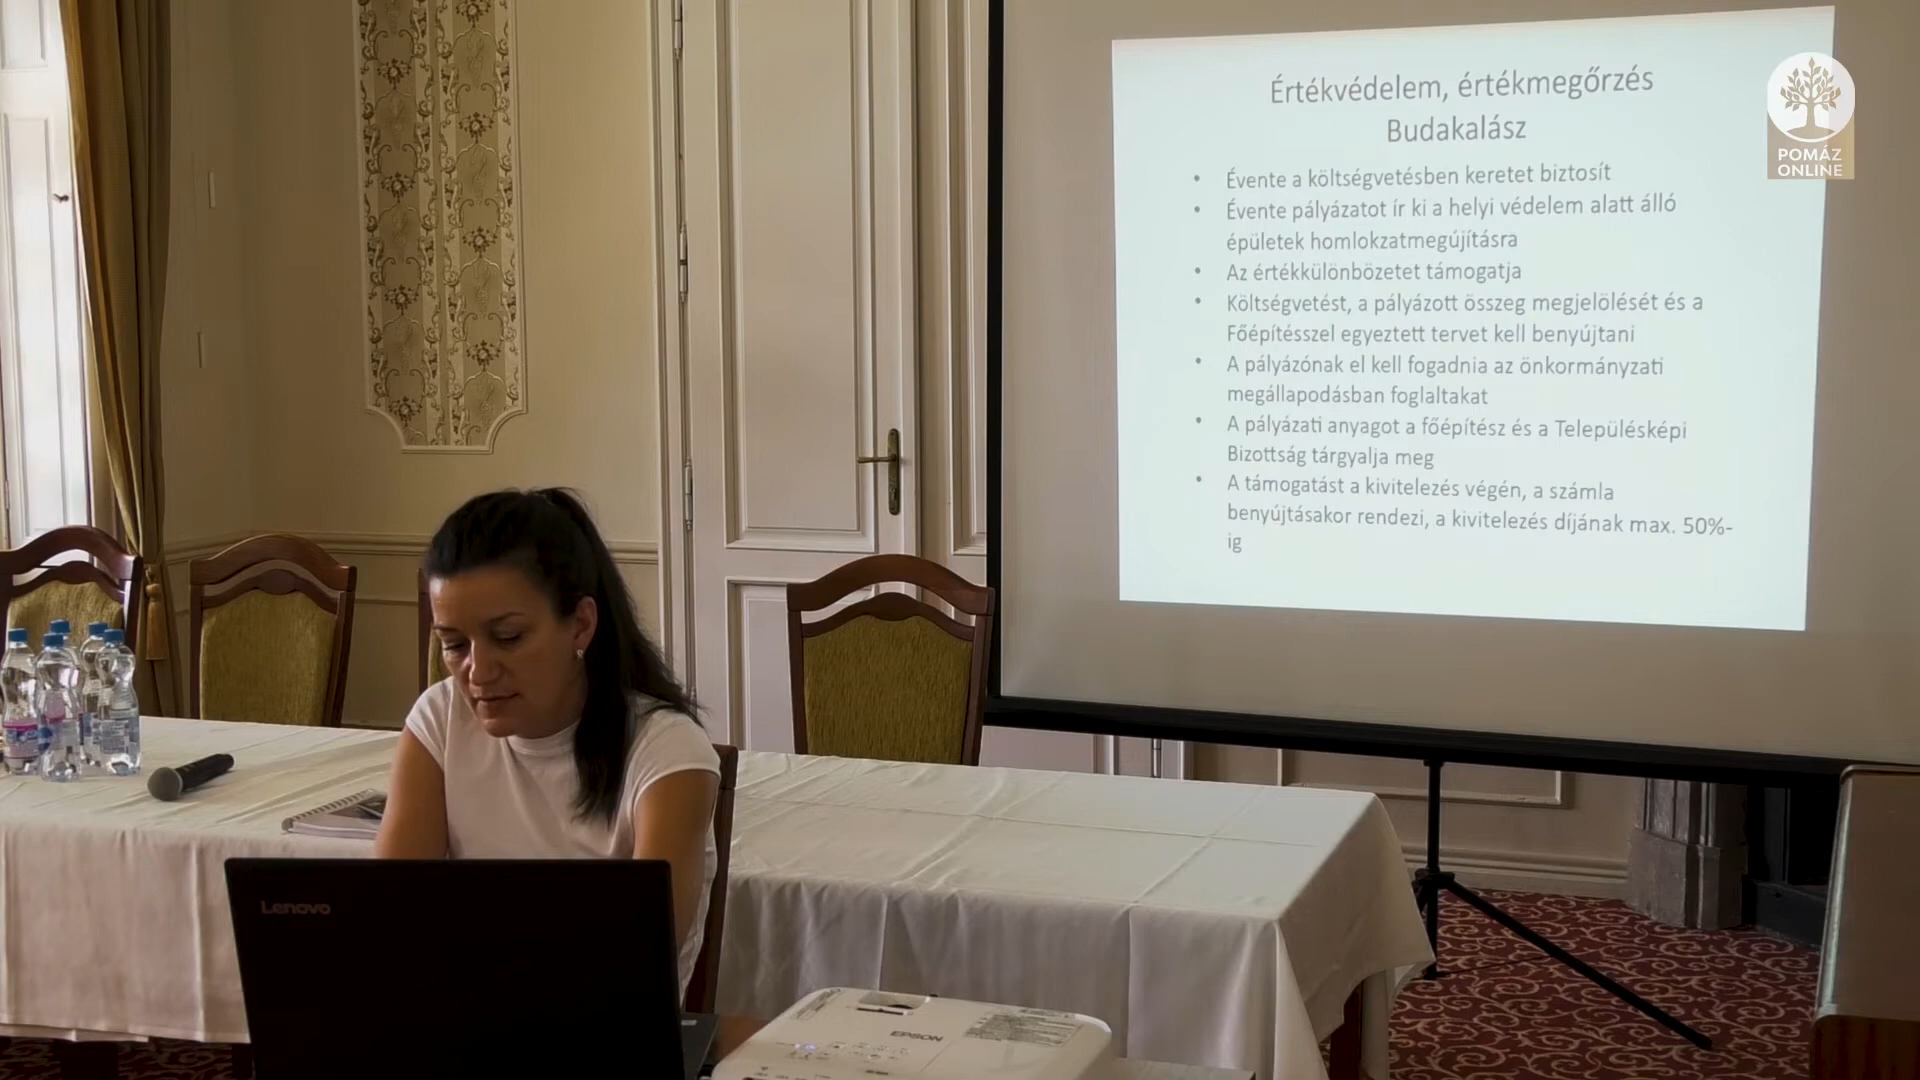 Értékvédelem, értékmegőrzés
Budakalász
• Évente a költségvetésben keretet biztosít
• Évente pályázatot ír ki a helyi védelem alatt álló
épületek homlokzatmegújításra
• Az értékkülönbözetet támogatja
• Költségvetést, a pályázott összeg megjelölését és a
Főépítésszel egyeztett tervet kell benyújtani
• A pályázónak el kell fogadnia az önkormányzati
megállapodásban foglaltakat
• A pályázati anyagot a főépítész és a Településképi
Bizottság tárgyalja meg
• A támogatást a kivitelezés végén, a számla
benyújtásakor rendezi, a kivitelezés díjának max. 50%-
ig
POMÁZ
ONLINE
Lenovo
EPSON